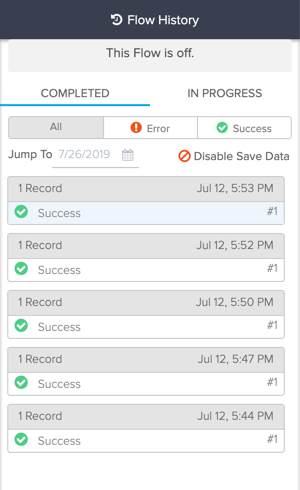 Flow History
This Flow is off.
COMPLETED IN PROGRESS
All Error Success
Jump To 7/26/2019 Disable Save Data
1 Record Jul 12, 5:53 PM
Success #1
1 Record Jul 12, 5:52 PM
Success #1
1 Record Jul 12, 5:50 PM
Success #1
1 Record Jul 12, 5:47 PM
Success #1
1 Record Jul 12, 5:44 PM
Success #1